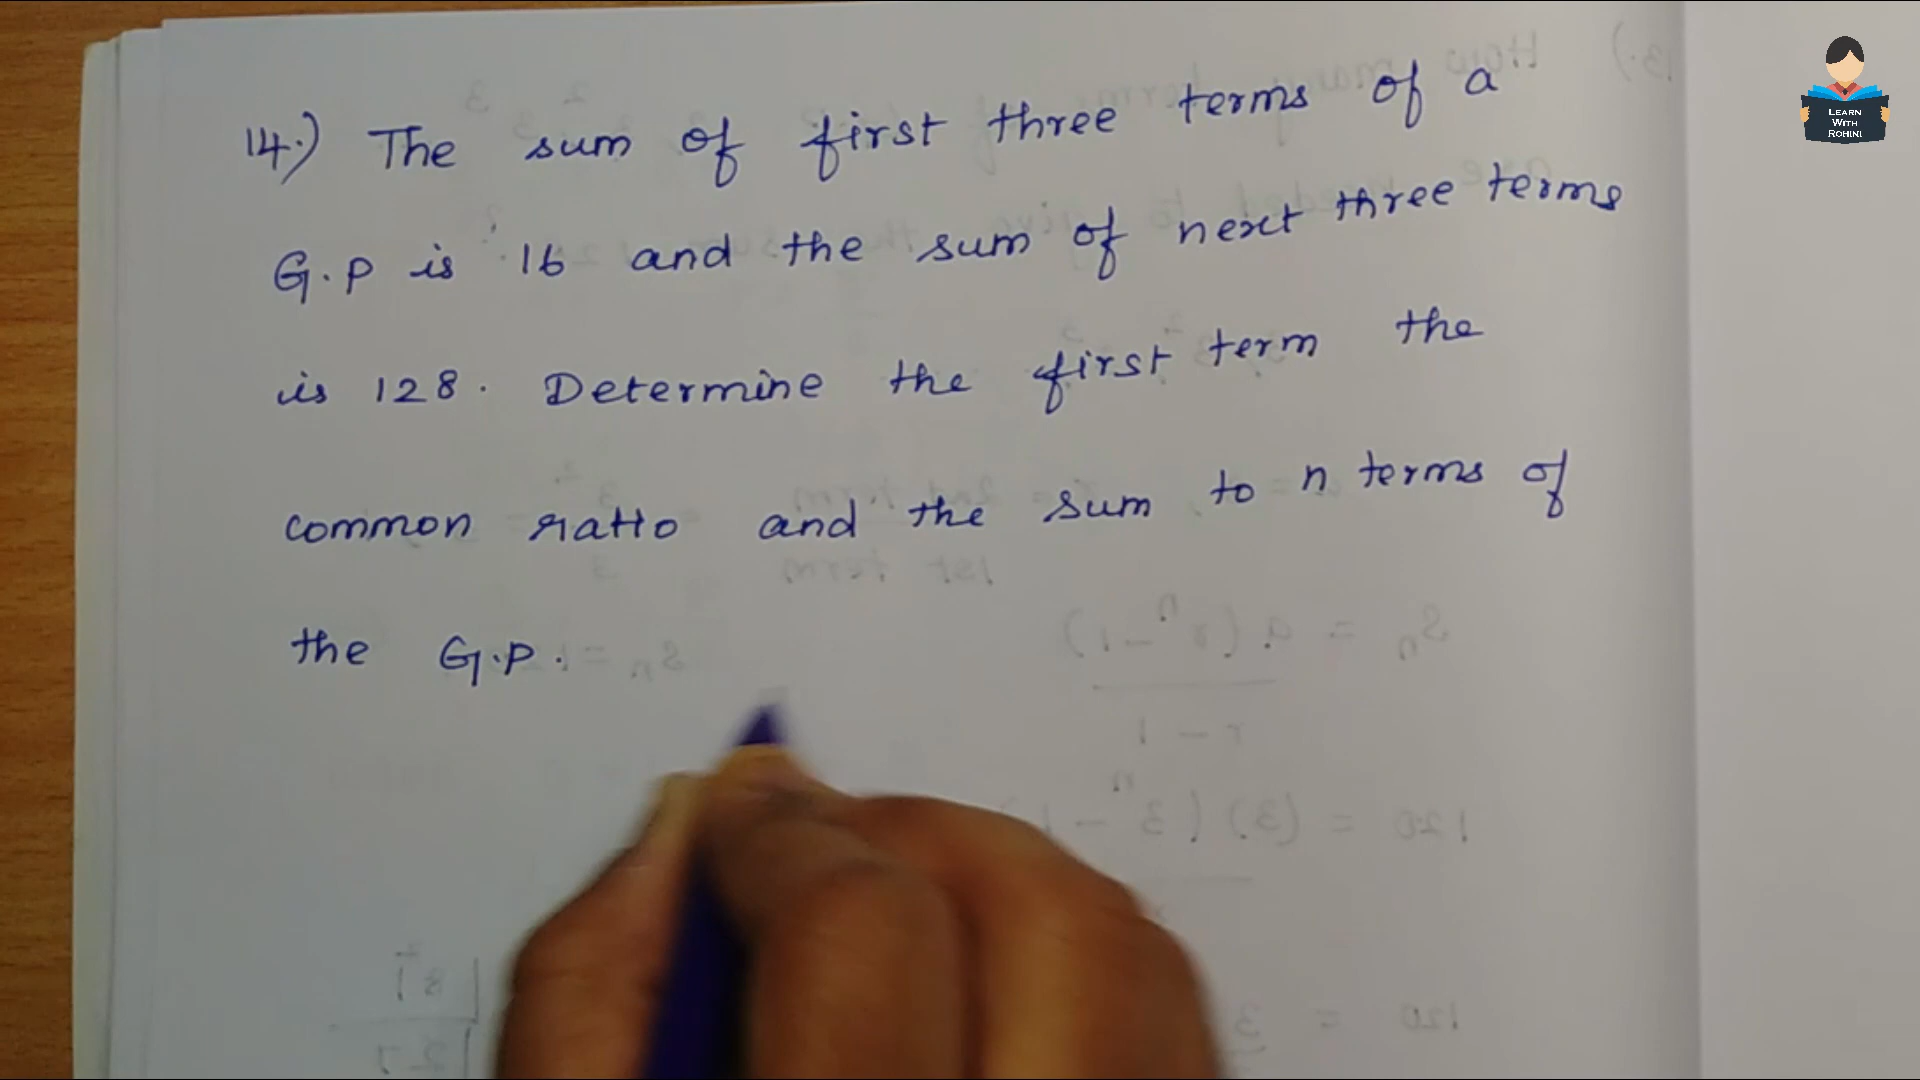 14.) The sum of first three terms of a
G.P is 16 and the sum of next three terms
is 128. Determine the first term the
common ratio and the sum to n terms of
the G.P.
LEARN
WITH
ROHINI